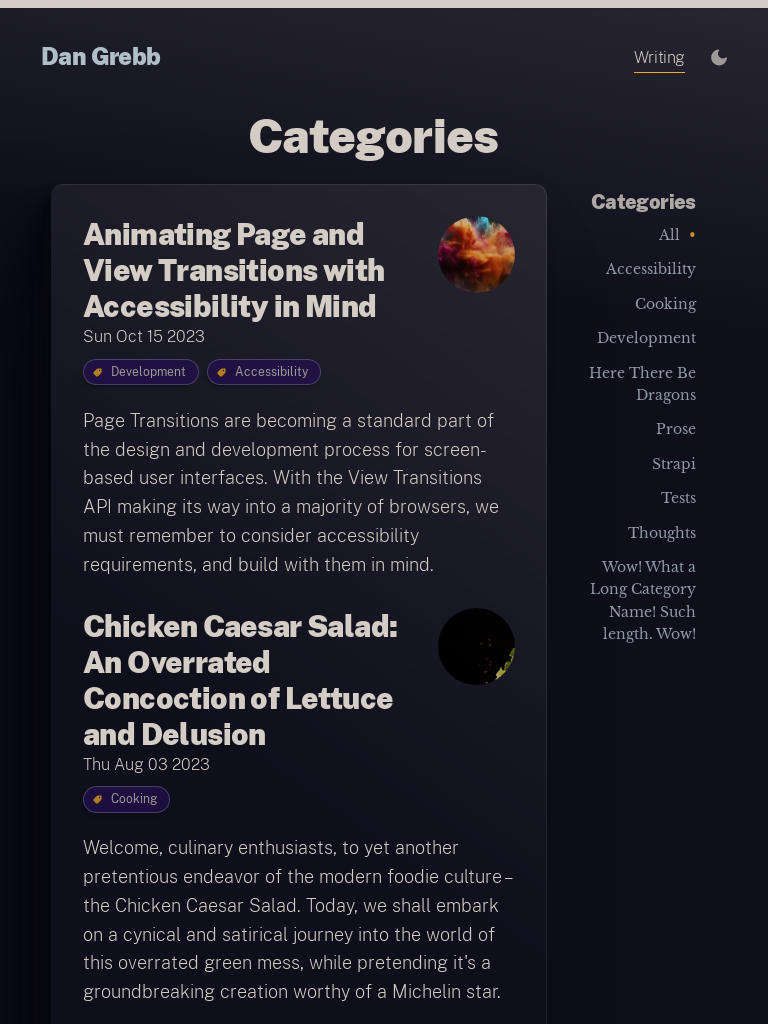 Dan Grebb
Writing
Categories
Animating Page and
View Transitions with
Accessibility in Mind
Sun Oct 15 2023
Development
Accessibility
Page Transitions are becoming a standard part of
the design and development process for screen-
based user interfaces. With the View Transitions
API making its way into a majority of browsers, we
must remember to consider accessibility
requirements, and build with them in mind.
Chicken Caesar Salad:
An Overrated
Concoction of Lettuce
and Delusion
Thu Aug 03 2023
Cooking
Welcome, culinary enthusiasts, to yet another
pretentious endeavor of the modern foodie culture –
the Chicken Caesar Salad. Today, we shall embark
on a cynical and satirical journey into the world of
this overrated green mess, while pretending it's a
groundbreaking creation worthy of a Michelin star.
Categories
All
Accessibility
Cooking
Development
Here There Be
Dragons
Prose
Strapi
Tests
Thoughts
Wow! What a
Long Category
Name! Such
length. Wow!